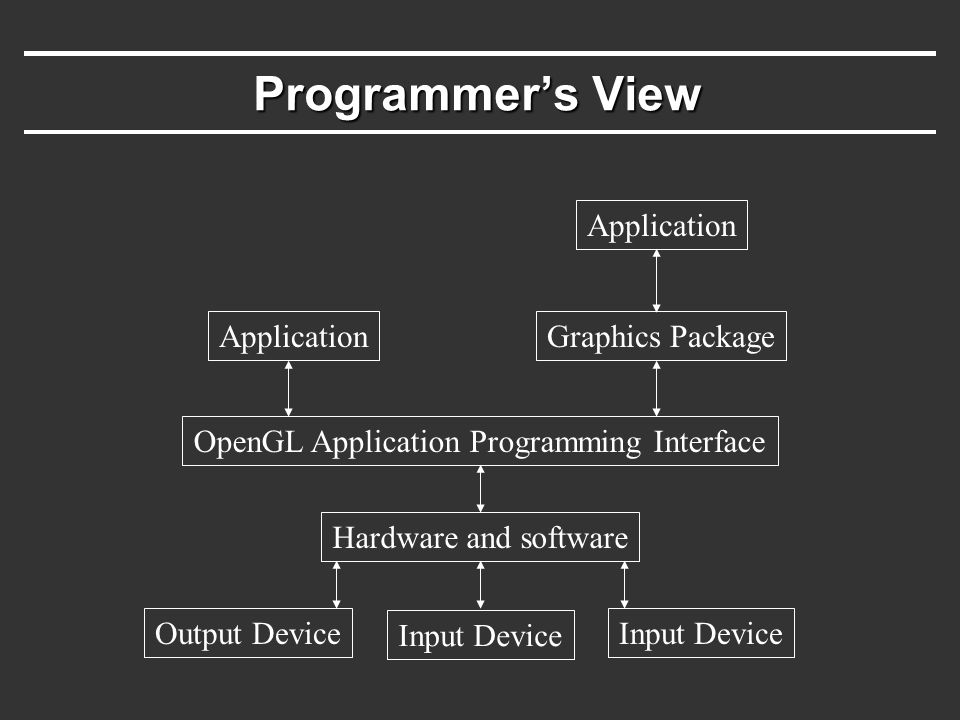 Programmer’s View
Application
Application
Graphics Package
OpenGL Application Programming Interface
Hardware and software
Output Device
Input Device
Input Device